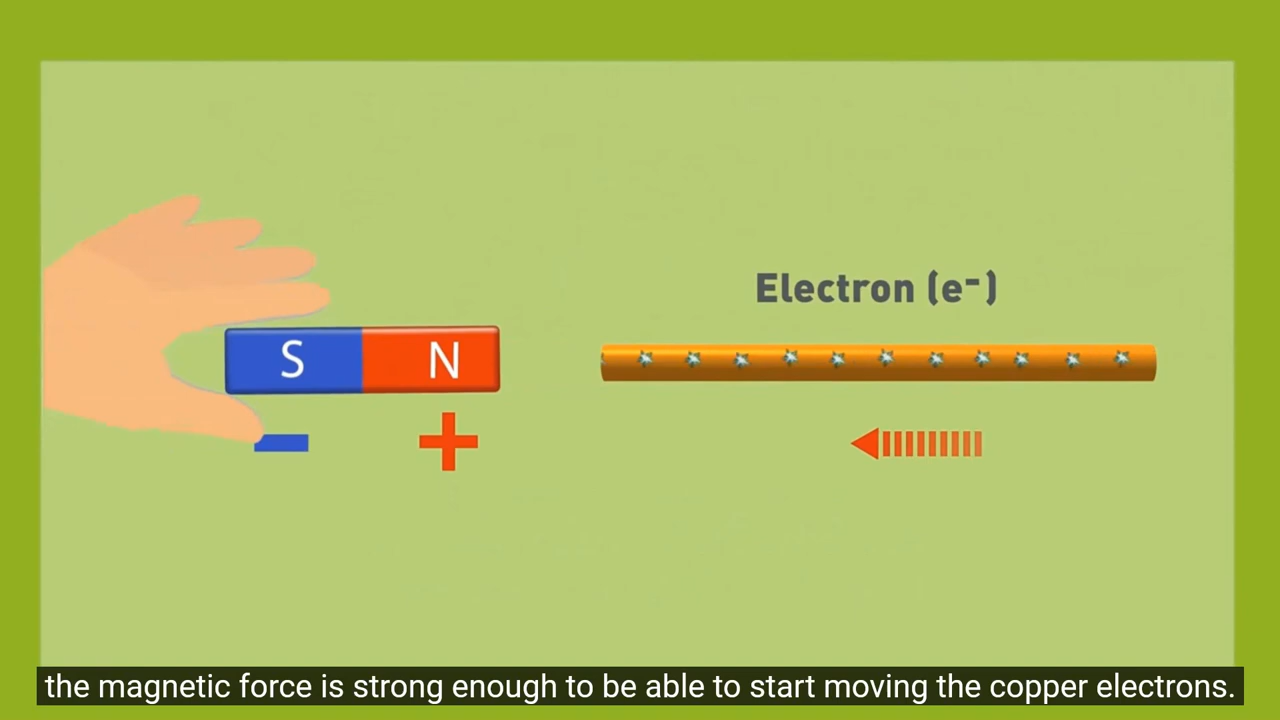 Electron (e⁻)
S N
− +
the magnetic force is strong enough to be able to start moving the copper electrons.